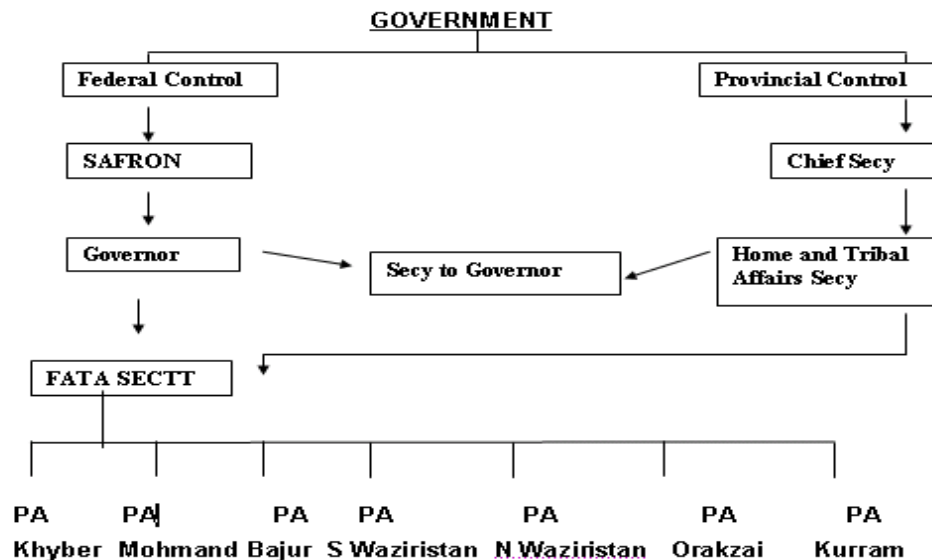 GOVERNMENT
Federal Control
Provincial Control
SAFRON
Chief Secy
Governor
Secy to Governor
Home and Tribal
Affairs Secy
FATA SECTT
PA PA PA PA PA PA PA
Khyber Mohmand Bajur S Waziristan N Waziristan Orakzai Kurram